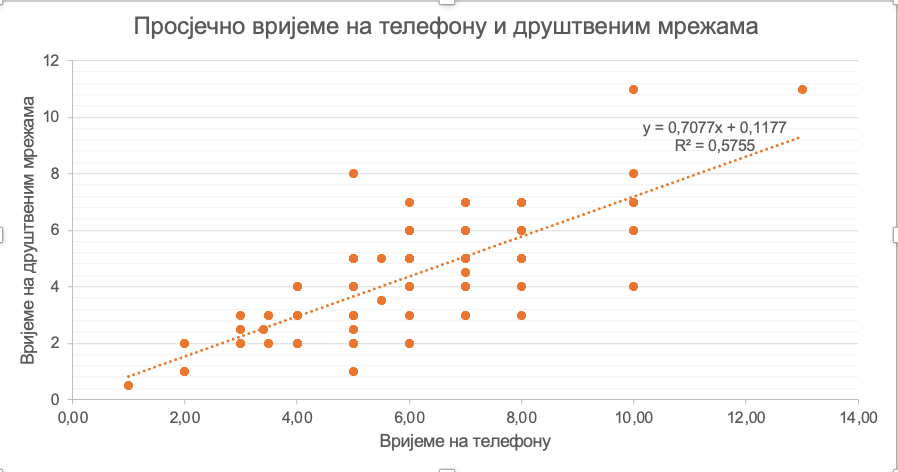 Просјечно вријеме на телефону и друштвеним мрежама
12
10
8
6
4
2
0
Вријеме на друштвеним мрежама
y = 0,7077x + 0,1177
R² = 0,5755
0,00 2,00 4,00 6,00 8,00 10,00 12,00 14,00
Вријеме на телефону